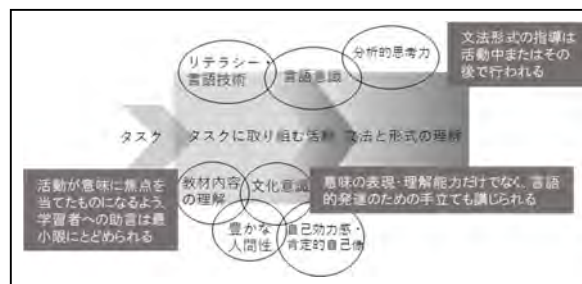 リテラシー・
言語技術
言語意識
分析的思考力
文法形式の指導は
活動中またはその
後で行われる
タスク
タスクに取り組む活動
文法と形式の理解
活動が意味に焦点を
当てたものになるよう、
学習者への助言は最
小限にとどめられる
教材内容
の理解
文化意識
意味の表現・理解能力だけでなく、言語
的発達のための手立ても講じられる
豊かな
人間性
自己効力感・
肯定的自己像